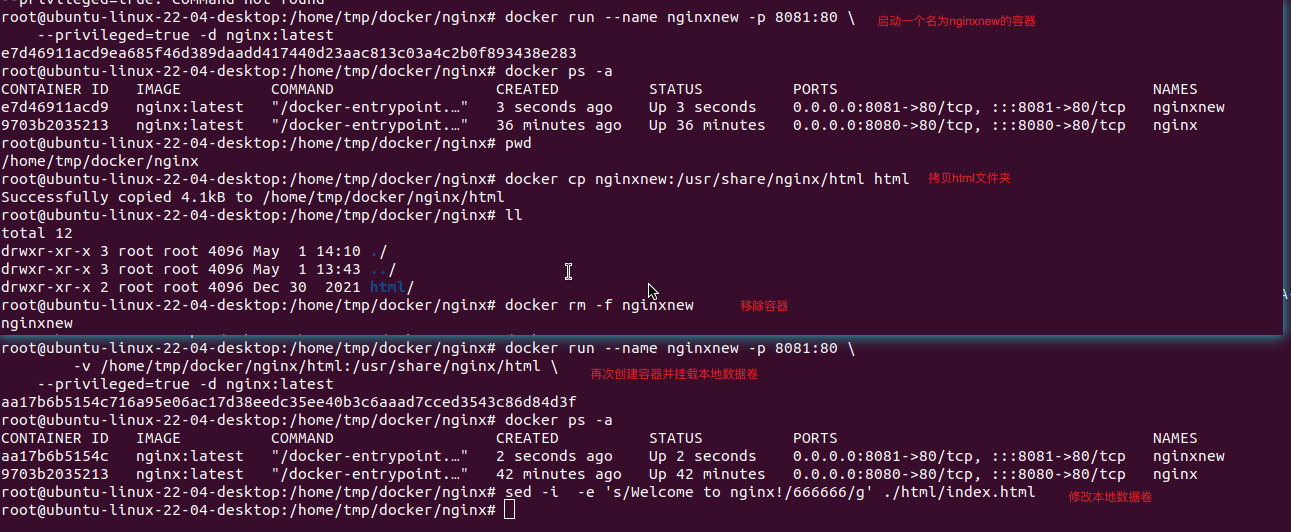 --privileged=true: command not found
root@ubuntu-linux-22-04-desktop:/home/tmp/docker/nginx# docker run --name nginxnew -p 8081:80 \ 启动一个名为nginxnew的容器
    --privileged=true -d nginx:latest
e7d46911acd9ea685f46d389daadd417440d23aac813c03a4c2b0f893438e283
root@ubuntu-linux-22-04-desktop:/home/tmp/docker/nginx# docker ps -a
CONTAINER ID   IMAGE          COMMAND                  CREATED          STATUS          PORTS                                   NAMES
e7d46911acd9   nginx:latest   "/docker-entrypoint.…"   3 seconds ago    Up 3 seconds    0.0.0.0:8081->80/tcp, :::8081->80/tcp   nginxnew
9703b2035213   nginx:latest   "/docker-entrypoint.…"   36 minutes ago   Up 36 minutes   0.0.0.0:8080->80/tcp, :::8080->80/tcp   nginx
root@ubuntu-linux-22-04-desktop:/home/tmp/docker/nginx# pwd
/home/tmp/docker/nginx
root@ubuntu-linux-22-04-desktop:/home/tmp/docker/nginx# docker cp nginxnew:/usr/share/nginx/html html 拷贝html文件夹
Successfully copied 4.1kB to /home/tmp/docker/nginx/html
root@ubuntu-linux-22-04-desktop:/home/tmp/docker/nginx# ll
total 12
drwxr-xr-x 3 root root 4096 May  1 14:10 ./
drwxr-xr-x 3 root root 4096 May  1 13:43 ../
drwxr-xr-x 2 root root 4096 Dec 30  2021 html/
root@ubuntu-linux-22-04-desktop:/home/tmp/docker/nginx# docker rm -f nginxnew 移除容器
nginxnew
root@ubuntu-linux-22-04-desktop:/home/tmp/docker/nginx# docker run --name nginxnew -p 8081:80 \
        -v /home/tmp/docker/nginx/html:/usr/share/nginx/html \ 再次创建容器并挂载本地数据卷
    --privileged=true -d nginx:latest
aa17b6b5154c716a95e06ac17d38eedc35ee40b3c6aaad7cced3543c86d84d3f
root@ubuntu-linux-22-04-desktop:/home/tmp/docker/nginx# docker ps -a
CONTAINER ID   IMAGE          COMMAND                  CREATED          STATUS          PORTS                                   NAMES
aa17b6b5154c   nginx:latest   "/docker-entrypoint.…"   2 seconds ago    Up 2 seconds    0.0.0.0:8081->80/tcp, :::8081->80/tcp   nginxnew
9703b2035213   nginx:latest   "/docker-entrypoint.…"   42 minutes ago   Up 42 minutes   0.0.0.0:8080->80/tcp, :::8080->80/tcp   nginx
root@ubuntu-linux-22-04-desktop:/home/tmp/docker/nginx# sed -i  -e 's/Welcome to nginx!/666666/g' ./html/index.html 修改本地数据卷
root@ubuntu-linux-22-04-desktop:/home/tmp/docker/nginx#